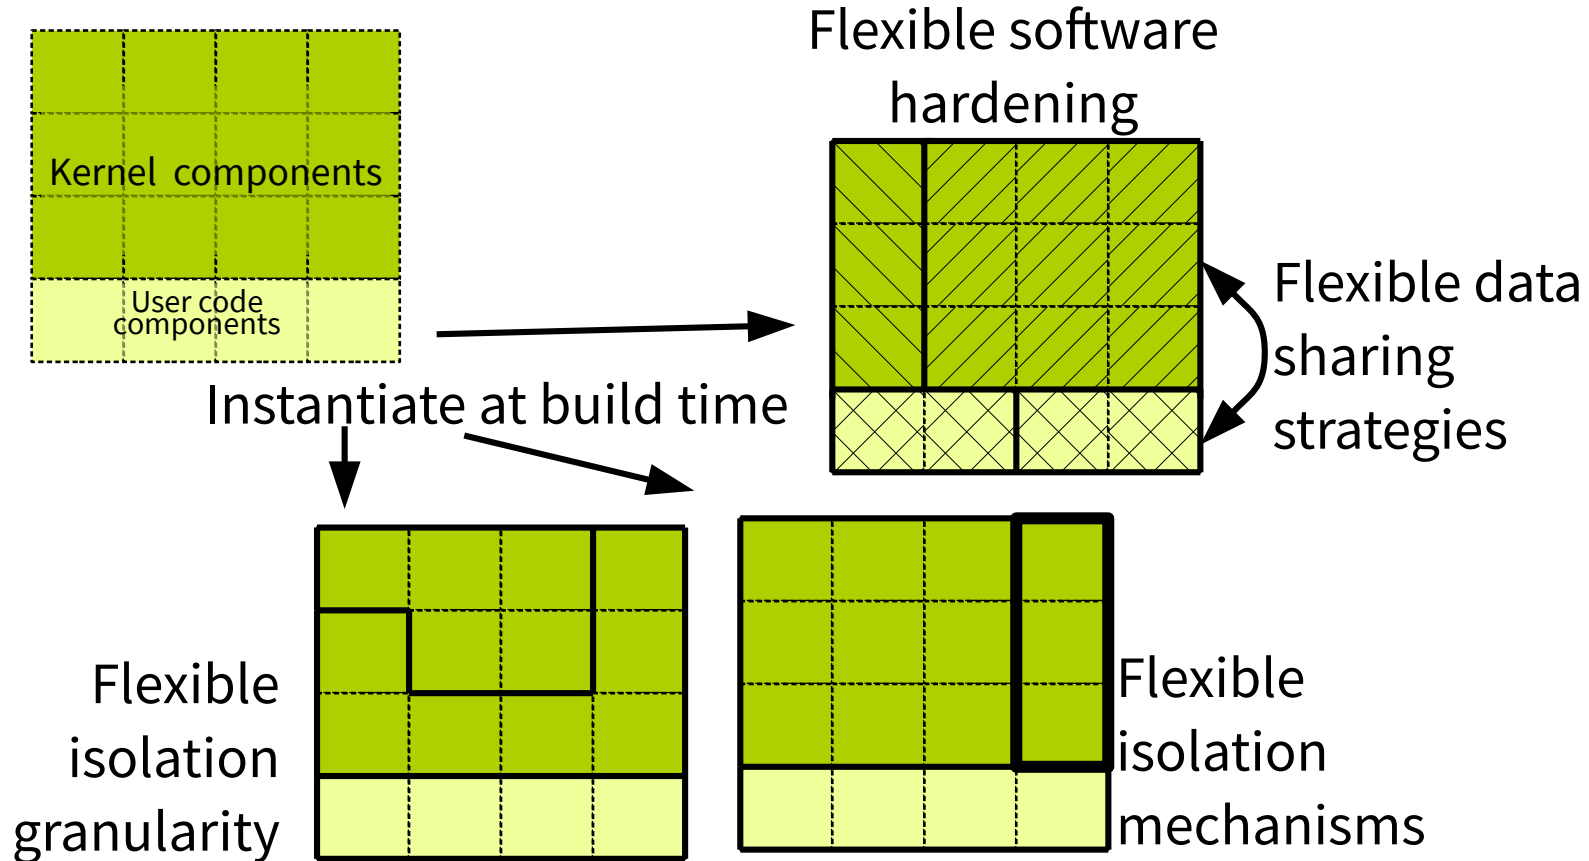 Flexible software
hardening
Kernel components
User code
components
Flexible data
sharing
strategies
Instantiate at build time
Flexible
isolation
granularity
Flexible
isolation
mechanisms